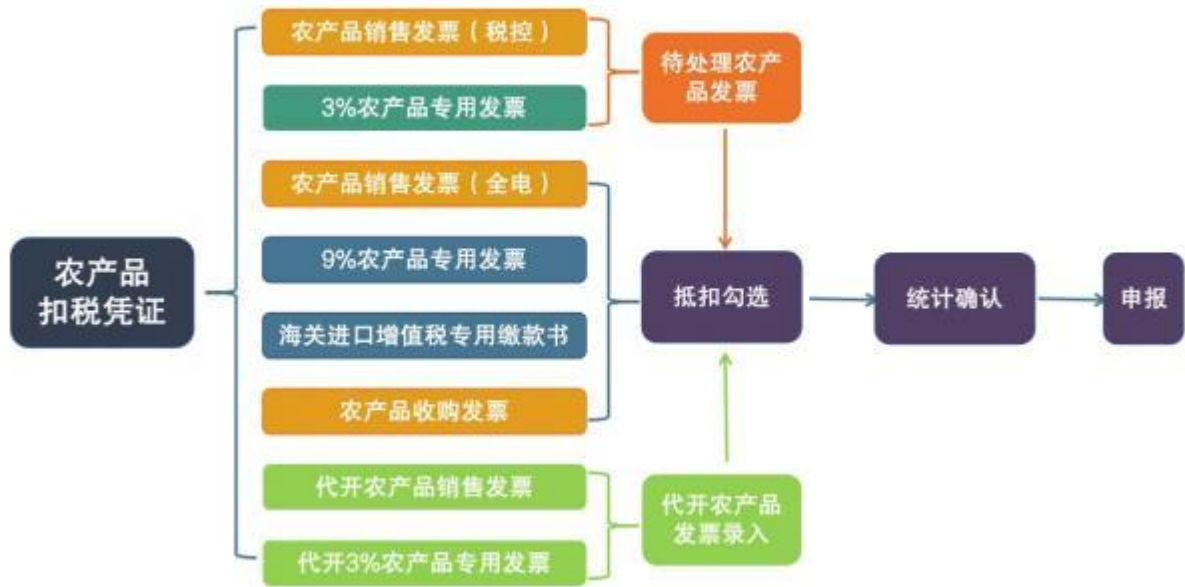 农产品
扣税凭证
农产品销售发票（税控）
3%农产品专用发票
农产品销售发票（全电）
9%农产品专用发票
海关进口增值税专用缴款书
农产品收购发票
代开农产品销售发票
代开3%农产品专用发票
待处理农产
品发票
抵扣勾选
代开农产品
发票录入
统计确认
申报